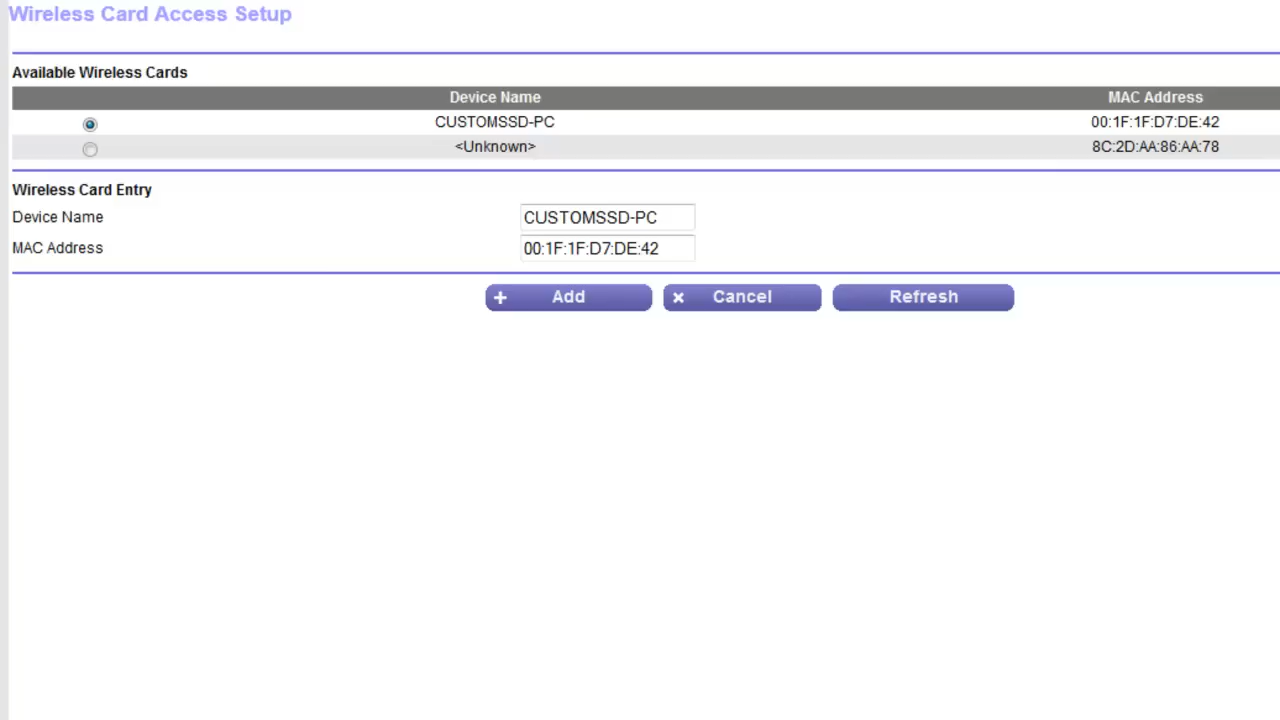 Wireless Card Access Setup
Available Wireless Cards
Device Name MAC Address
CUSTOMSSD-PC 00:1F:1F:D7:DE:42
<Unknown> 8C:2D:AA:86:AA:78
Wireless Card Entry
Device Name CUSTOMSSD-PC
MAC Address 00:1F:1F:D7:DE:42
Add Cancel Refresh